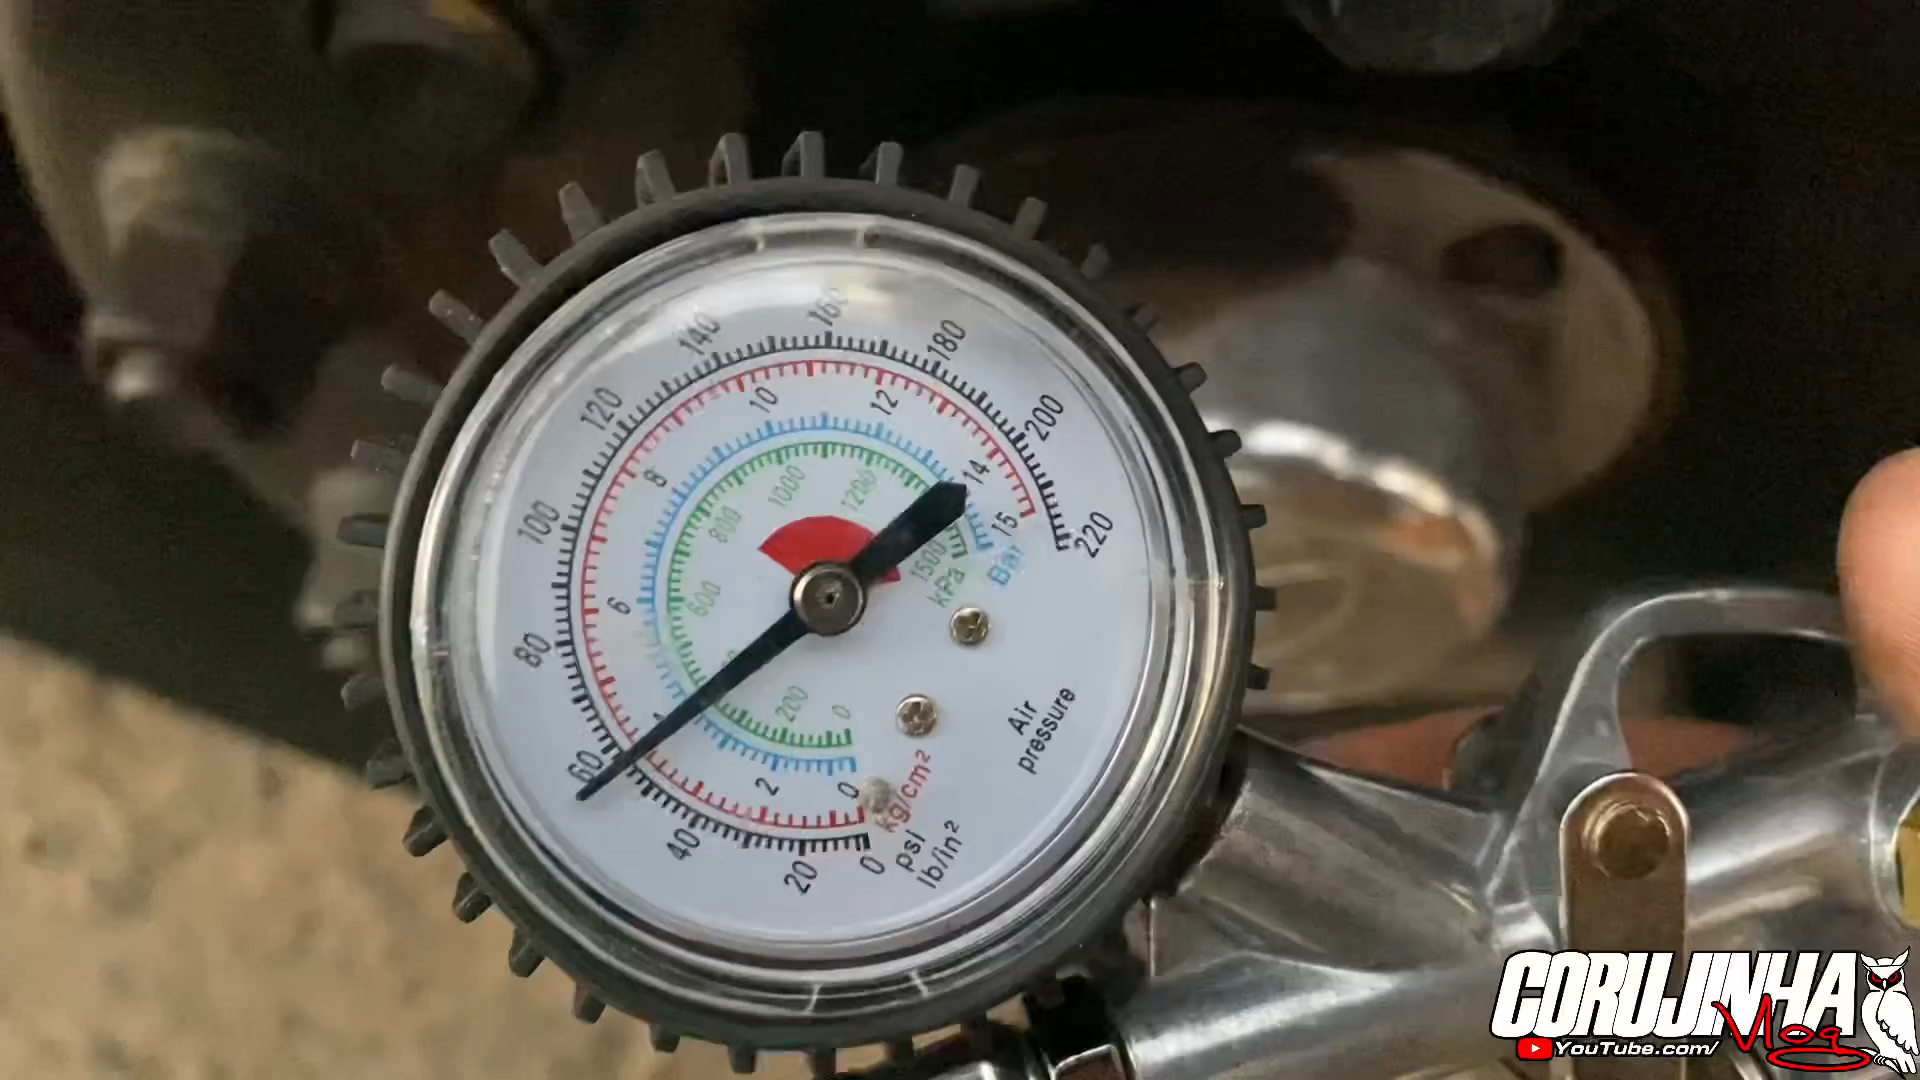 0 20 40 60 80 100 120 140 160 180 200 220
0 2 4 6 8 10 12 14 15
0 200 600 800 1000 1200 1500
kPa
Bar
kg/cm²
psi
lb/in²
Air
pressure
CORUJINHA
Vlog
YouTube.com/